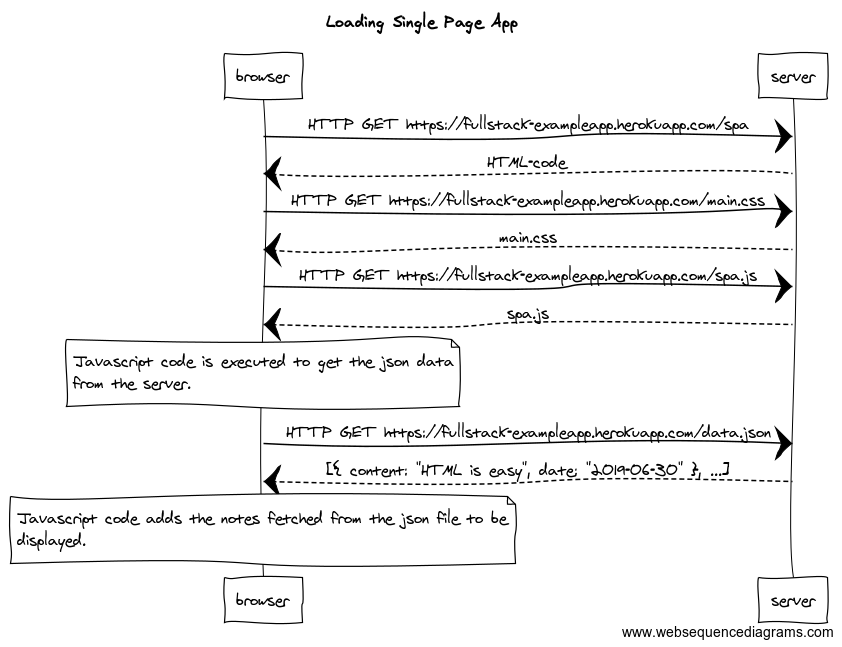 Loading Single Page App
browser
server
HTTP GET https://fullstack-exampleapp.herokuapp.com/spa
HTML-code
HTTP GET https://fullstack-exampleapp.herokuapp.com/main.css
main.css
HTTP GET https://fullstack-exampleapp.herokuapp.com/spa.js
spa.js
Javascript code is executed to get the json data
from the server.
HTTP GET https://fullstack-exampleapp.herokuapp.com/data.json
[{ content: "HTML is easy", date: "2019-06-30" }, ...]
Javascript code adds the notes fetched from the json file to be
displayed.
browser
server
www.websequencediagrams.com